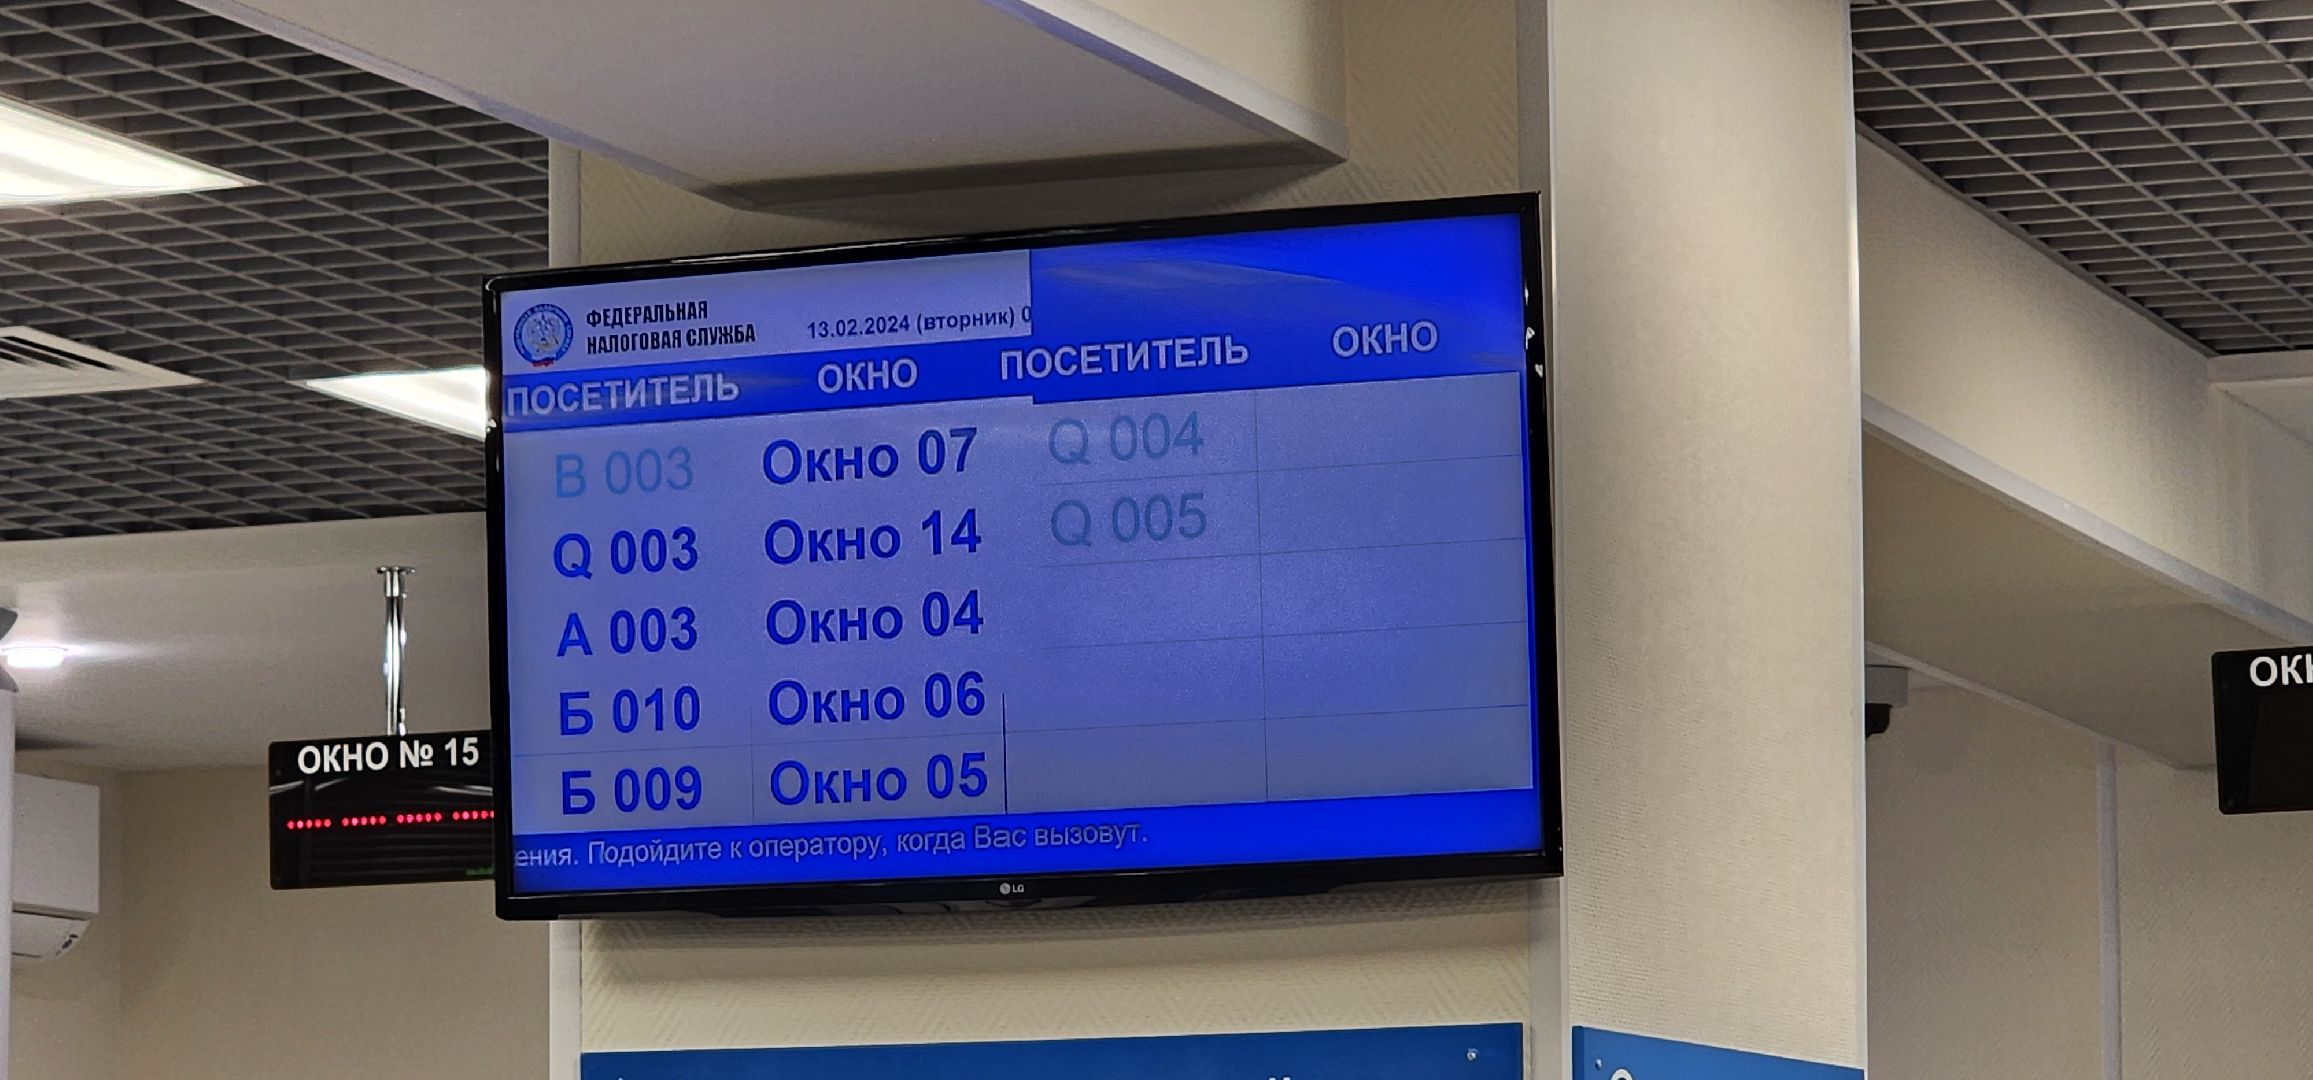 ФЕДЕРАЛЬНАЯ
НАЛОГОВАЯ СЛУЖБА
13.02.2024 (вторник) 0
ПОСЕТИТЕЛЬ ОКНО ПОСЕТИТЕЛЬ ОКНО
В 003 Окно 07 Q 004
Q 003 Окно 14 Q 005
А 003 Окно 04
Б 010 Окно 06
Б 009 Окно 05
ения. Подойдите к оператору, когда Вас вызовут.
LG
ОКНО № 15
ОК